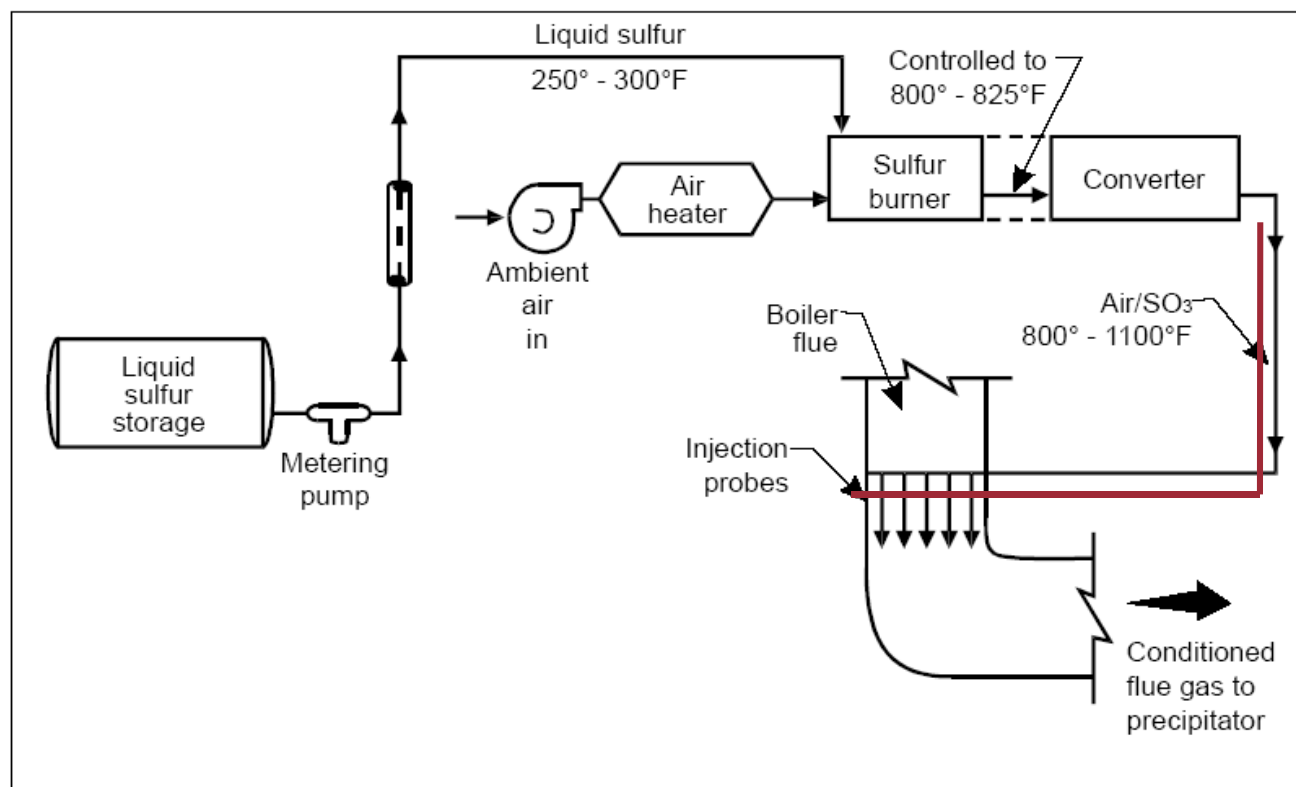 Liquid sulfur
250° - 300°F
Controlled to
800° - 825°F
Sulfur
burner
Converter
Air
heater
Ambient
air
in
Boiler
flue
Air/SO₃
800° - 1100°F
Liquid
sulfur
storage
Metering
pump
Injection
probes
Conditioned
flue gas to
precipitator